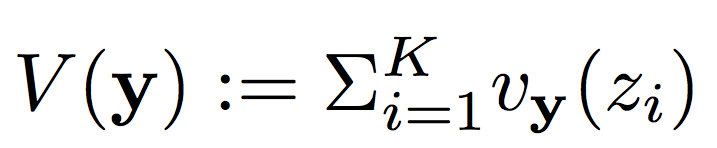 V(𝐲) := Σ_{i=1}^{K} v_𝐲(z_i)